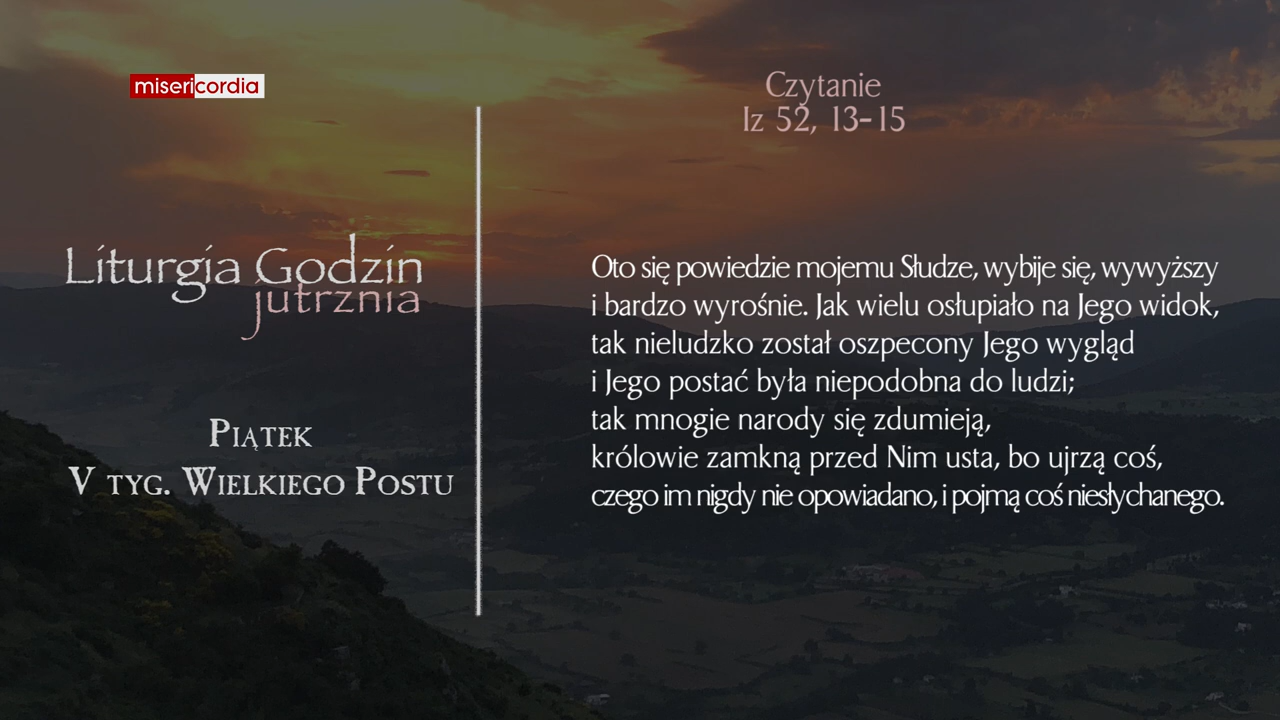 misericordia
Liturgia Godzin
jutrznia
Piątek
V tyg. Wielkiego Postu
Czytanie
Iz 52, 13-15
Oto się powiedzie mojemu Słudze, wybije się, wywyższy
i bardzo wyrośnie. Jak wielu osłupiało na Jego widok,
tak nieludzko został oszpecony Jego wygląd
i Jego postać była niepodobna do ludzi;
tak mnogie narody się zdumieją,
królowie zamkną przed Nim usta, bo ujrzą coś,
czego im nigdy nie opowiadano, i pojmą coś niesłychanego.